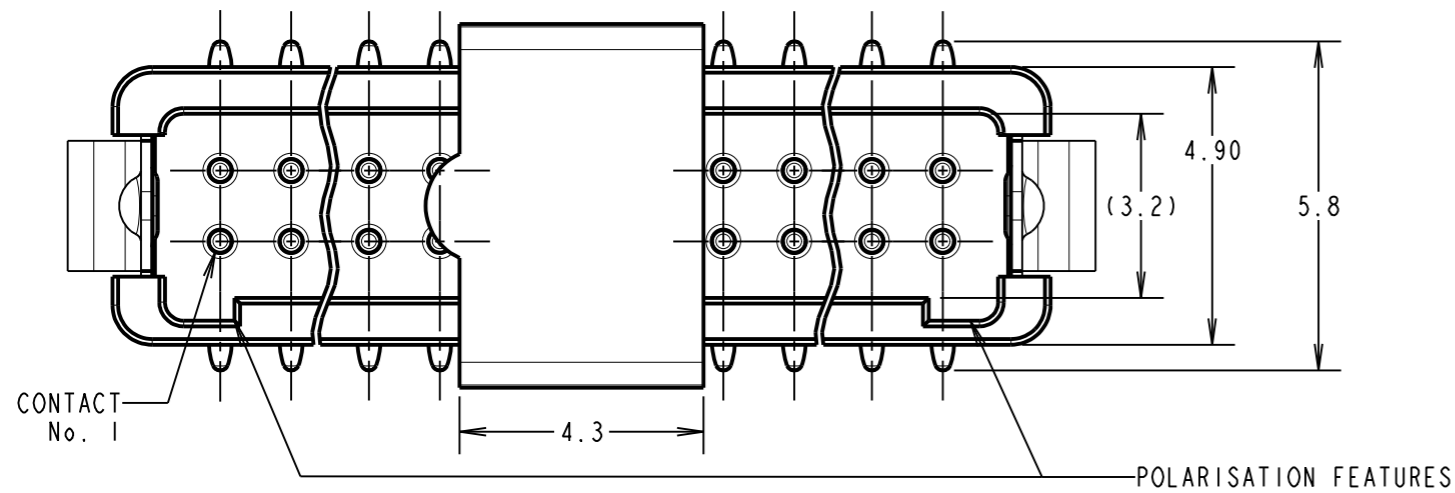 4.90
(3.2)
5.8
CONTACT
No. 1
4.3
POLARISATION FEATURES